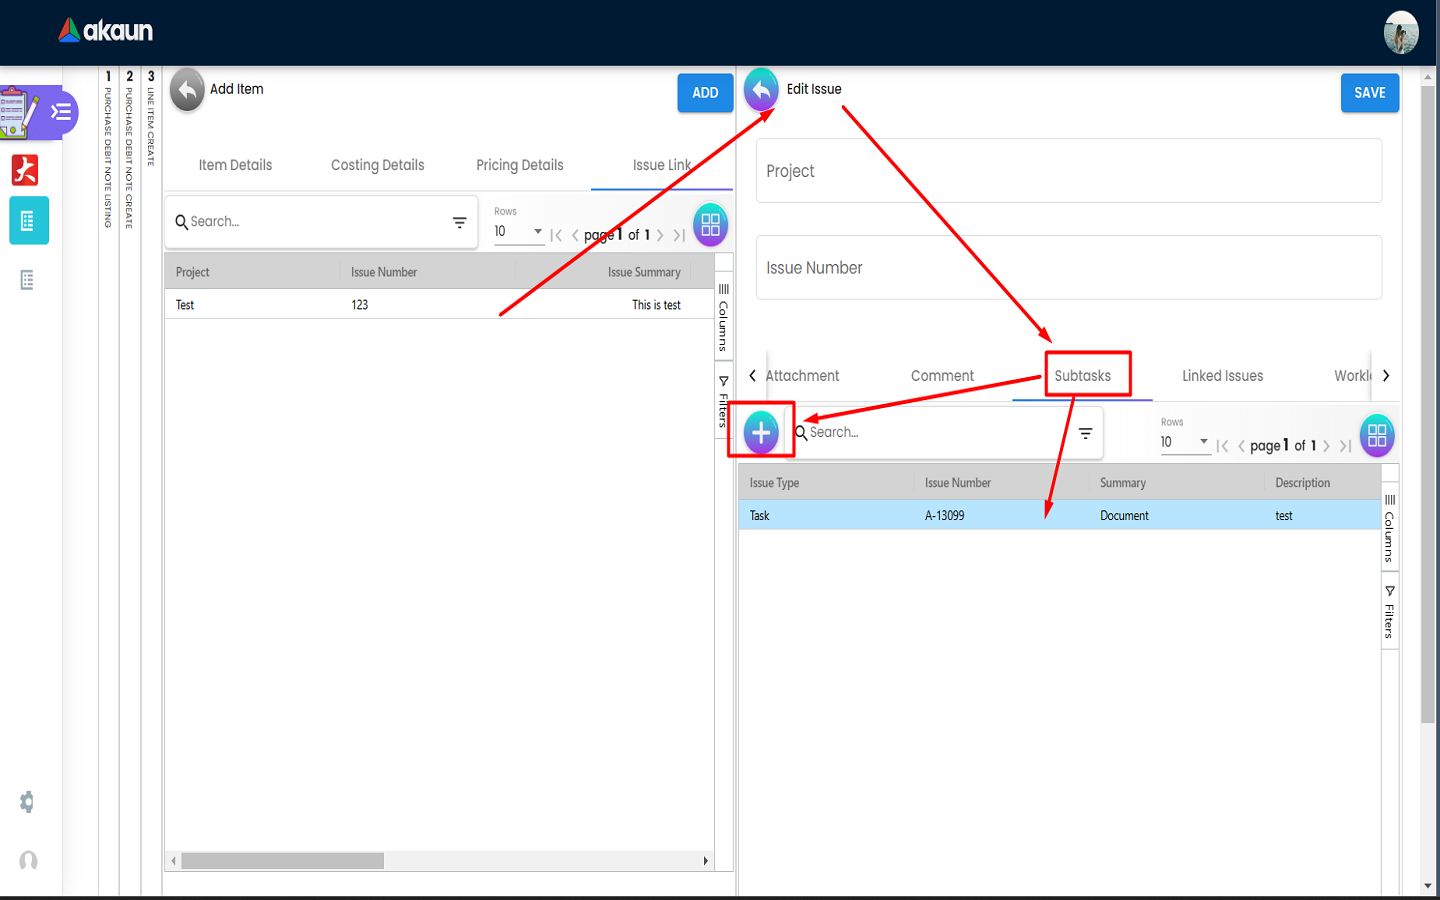 akaun
1 PURCHASE DEBIT NOTE LISTING
2 PURCHASE DEBIT NOTE CREATE
3 LINE ITEM CREATE
Add Item
ADD
Item Details Costing Details Pricing Details Issue Link
Search...
Rows
10
page 1 of 1
Project Issue Number Issue Summary
Test 123 This is test
Columns
Filters
Edit Issue
SAVE
Project
Issue Number
Attachment Comment Subtasks Linked Issues Workl
Search...
Rows
10
page 1 of 1
Issue Type Issue Number Summary Description
Task A-13099 Document test
Columns
Filters